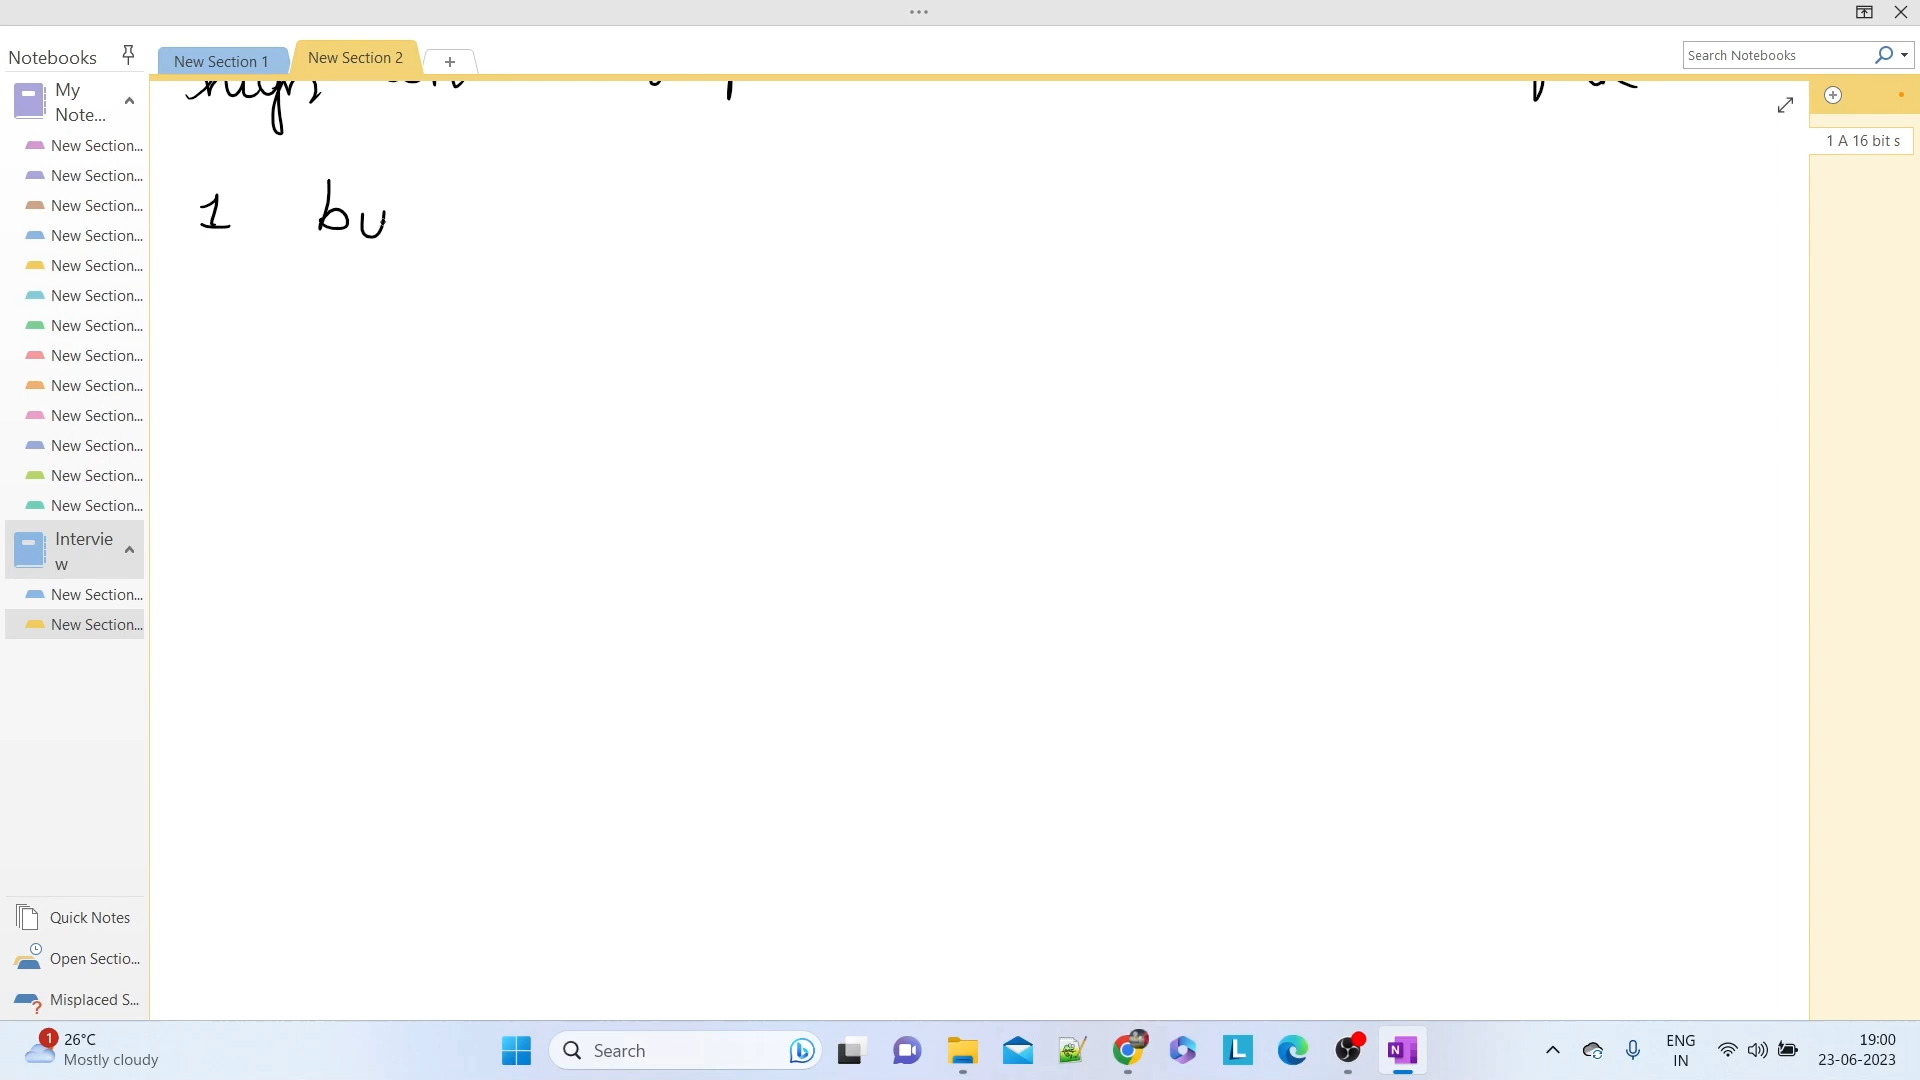 Notebooks
New Section 1
New Section 2
Search Notebooks
My
Note...
1 A 16 bit s
New Section...
New Section...
New Section...
1 bu
New Section...
New Section...
New Section...
New Section...
New Section...
New Section...
New Section...
New Section...
New Section...
New Section...
Intervie
w
New Section...
New Section...
Quick Notes
Open Sectio...
Misplaced S...
1
26°C
Mostly cloudy
Search
ENG
IN
19:00
23-06-2023